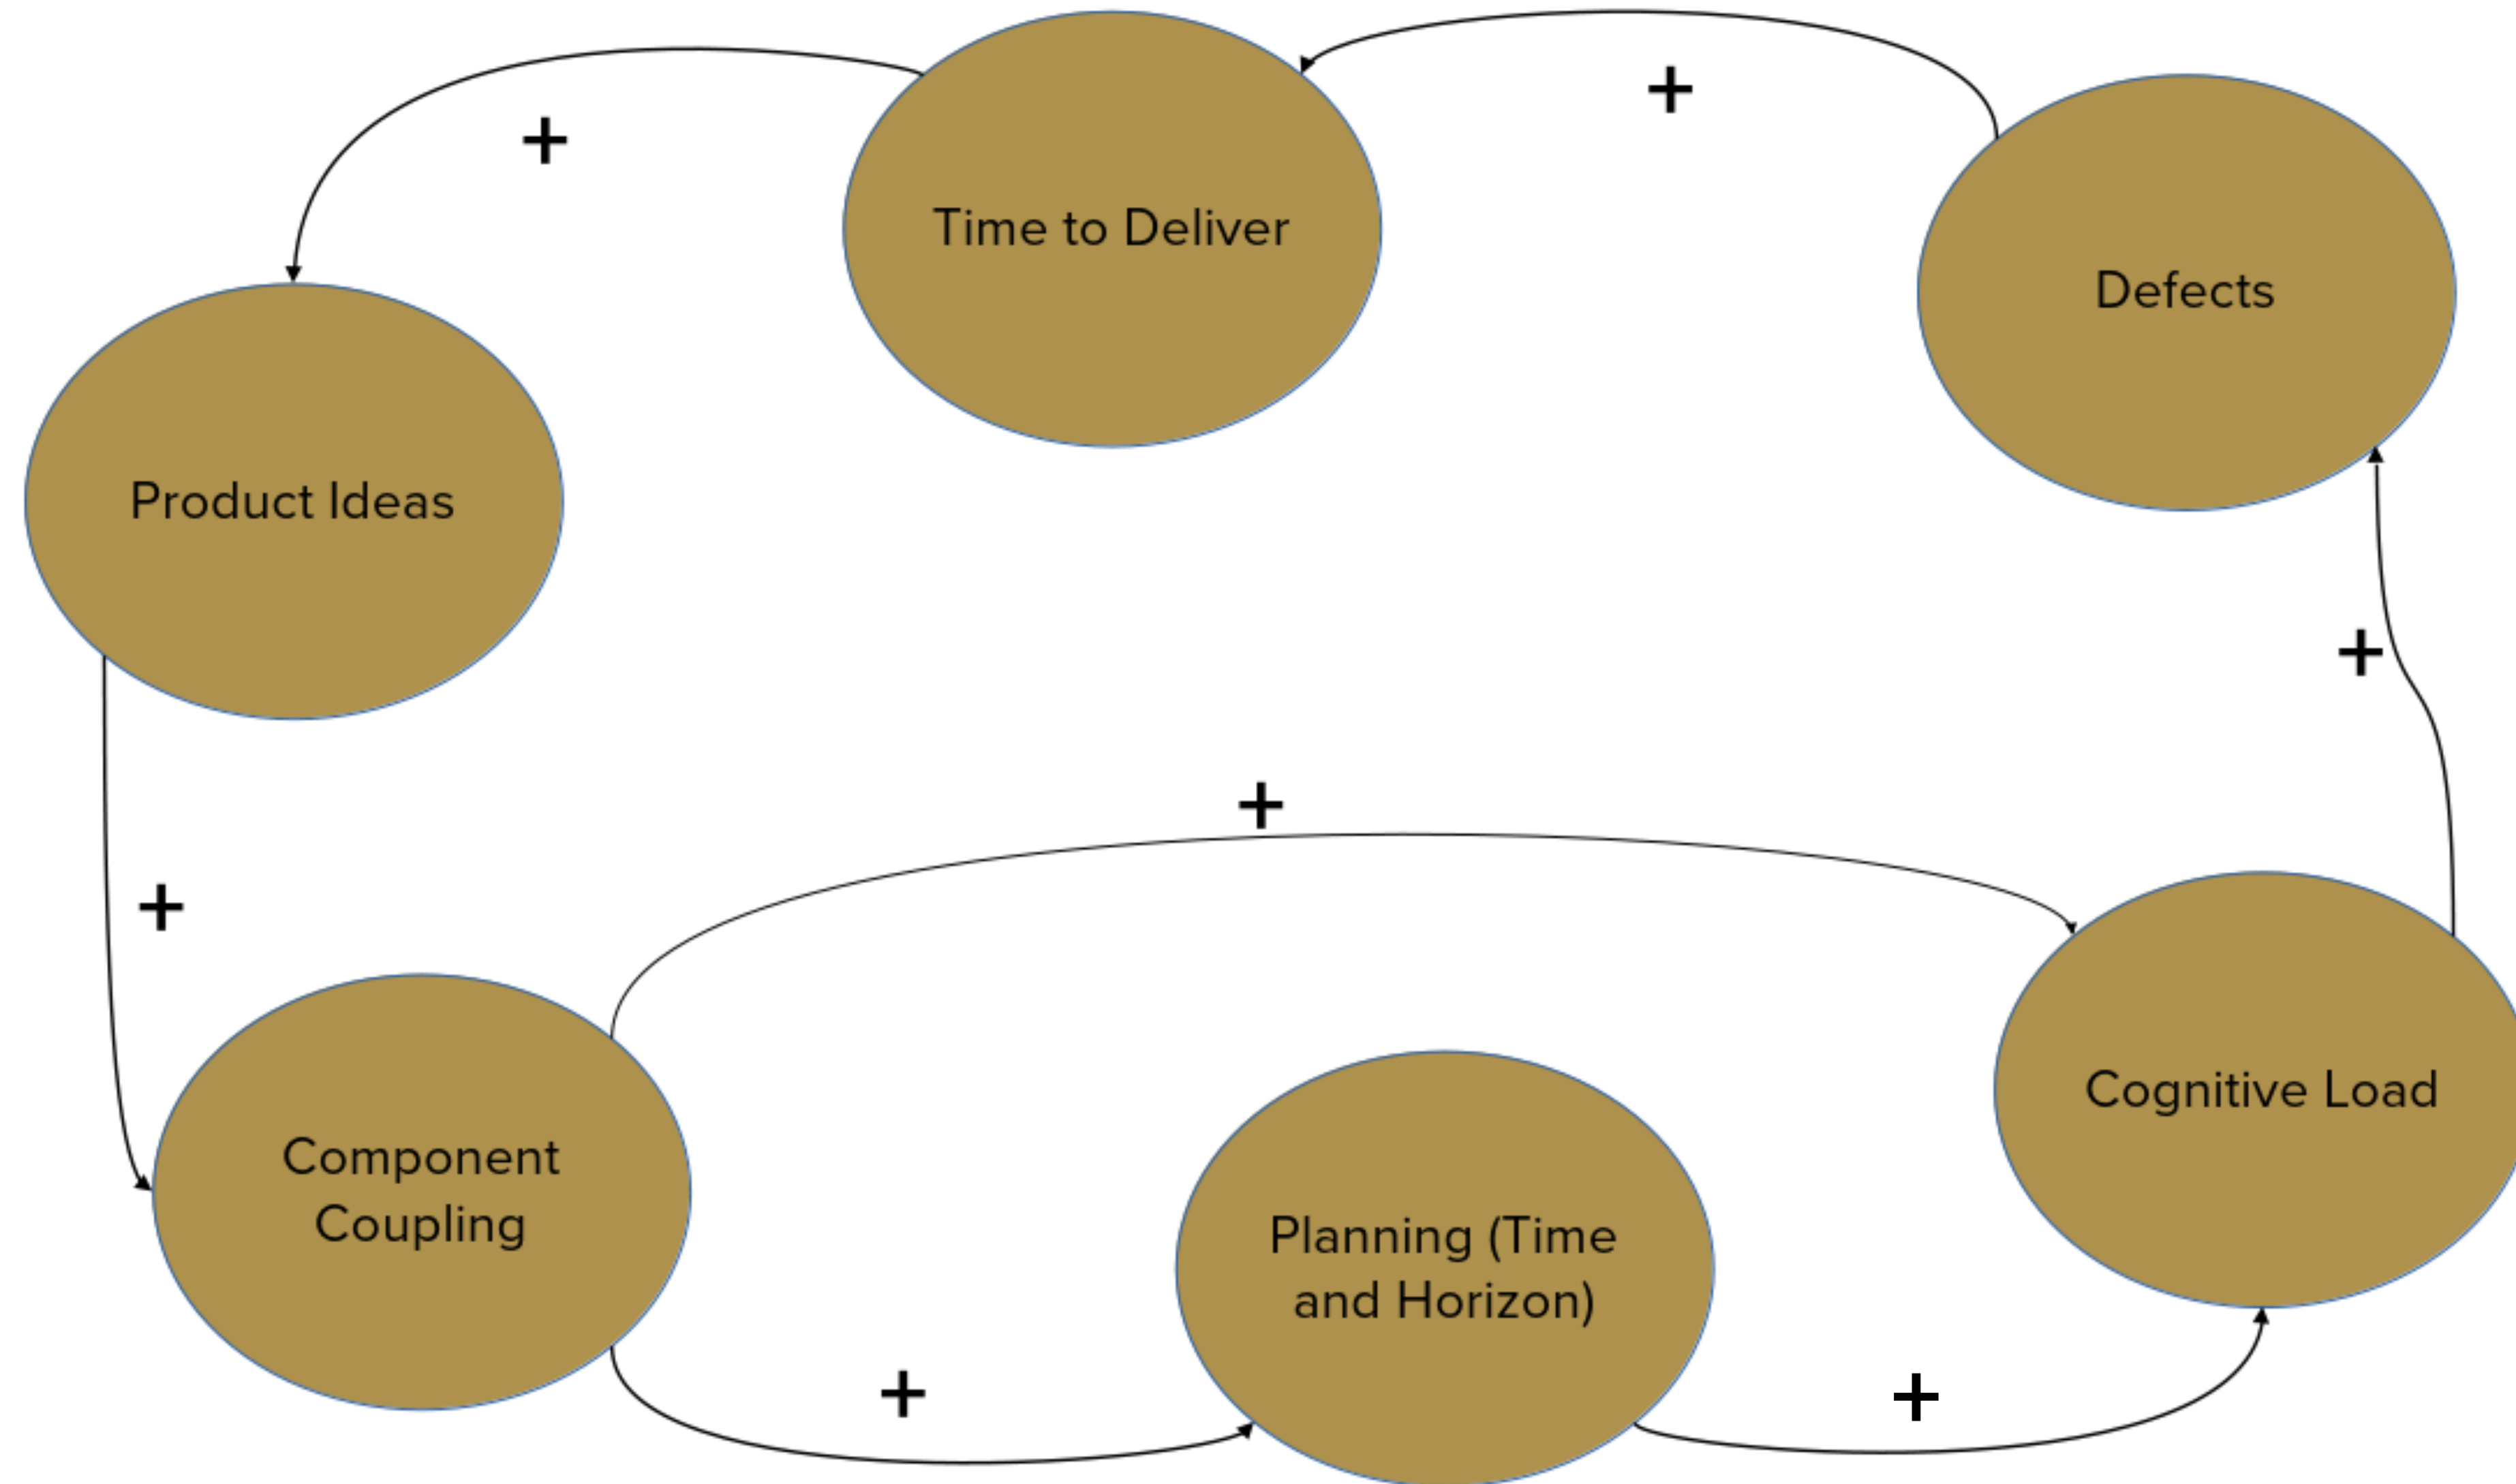 Time to Deliver
+
+
Defects
Product Ideas
+
+
+
Component
Coupling
Cognitive Load
Planning (Time
and Horizon)
+
+